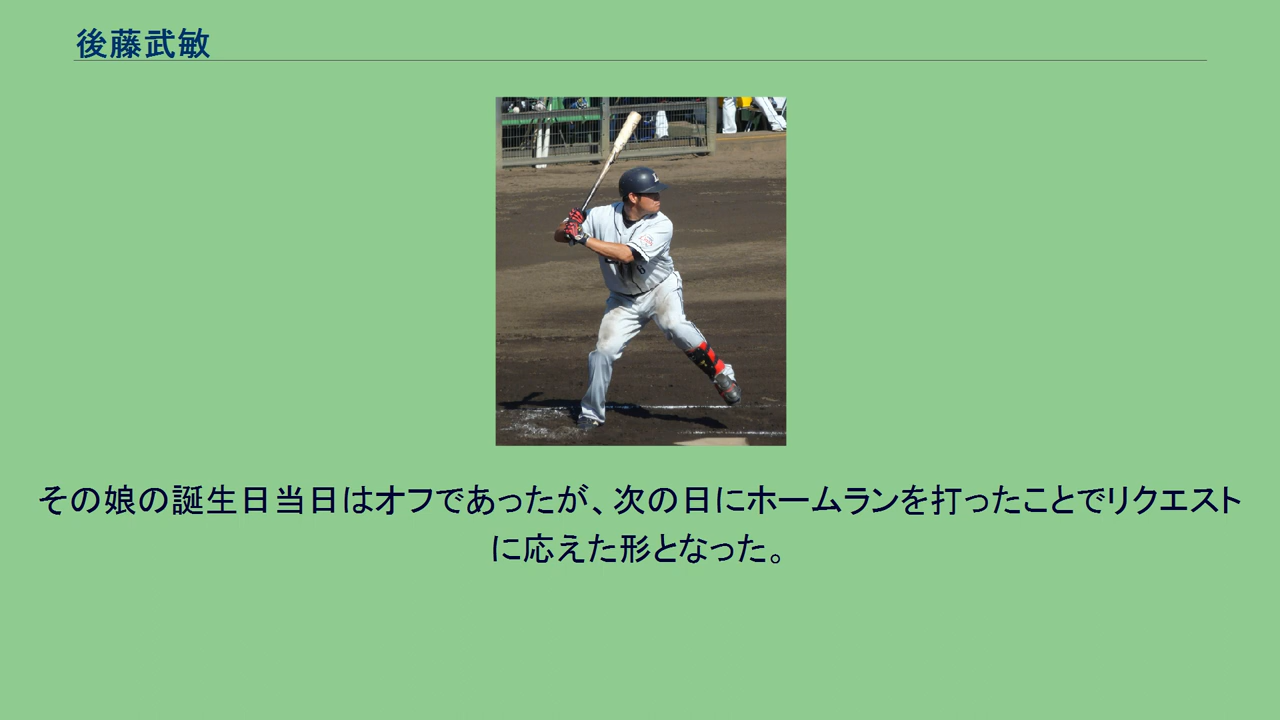 後藤武敏
その娘の誕生日当日はオフであったが、次の日にホームランを打ったことでリクエスト
に応えた形となった。